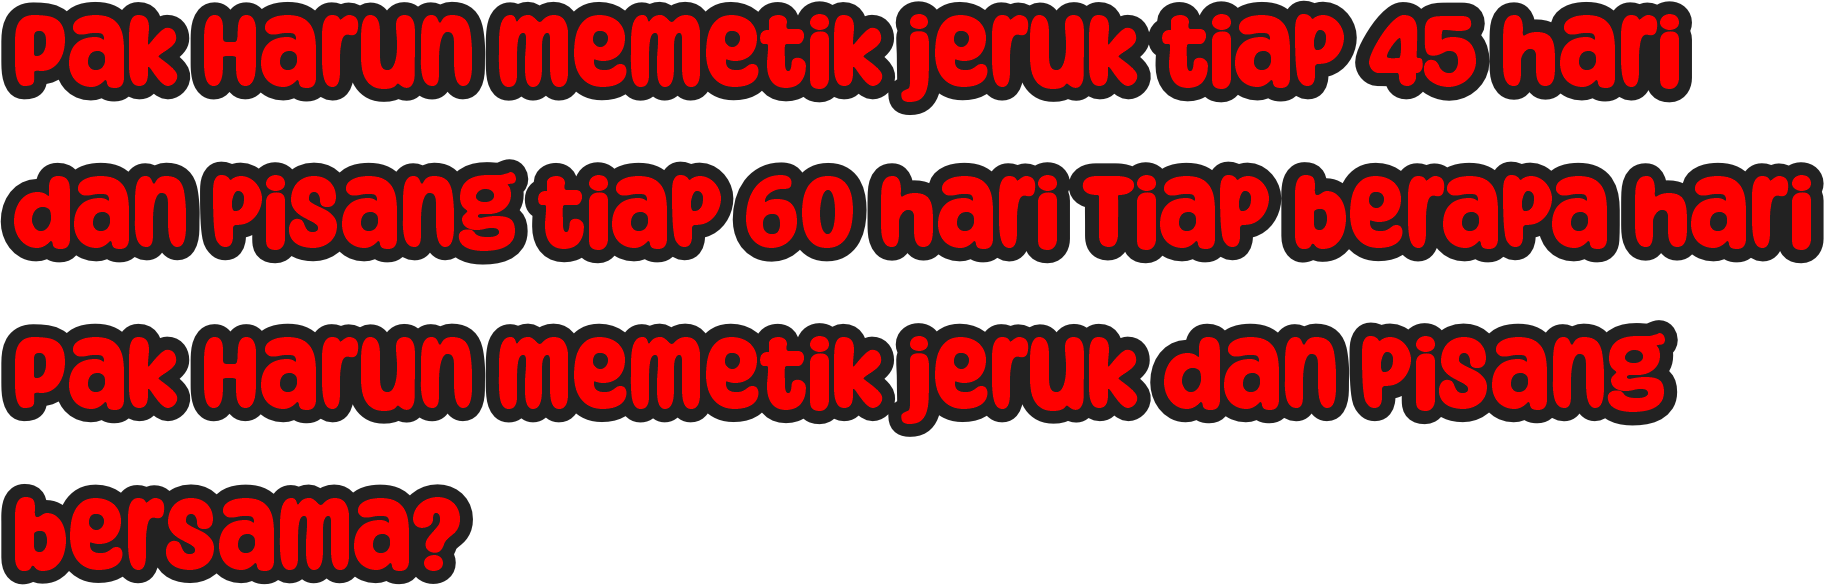 Pak Harun memetik jeruk tiap 45 hari
dan pisang tiap 60 hari Tiap berapa hari
Pak Harun memetik jeruk dan pisang
bersama?